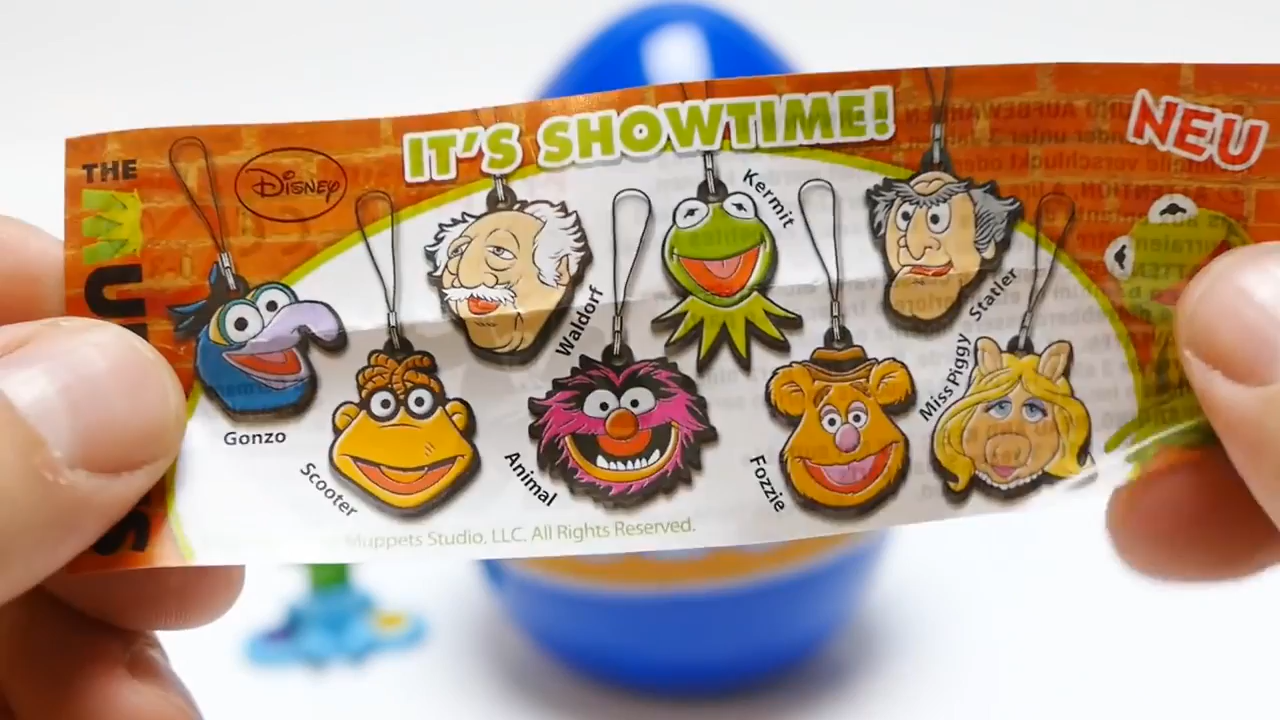 THE
DISNEY
IT'S SHOWTIME!
NEU
Kermit
Waldorf
Statler
Miss Piggy
Gonzo
Scooter
Animal
Fozzie
Muppets Studio, LLC. All Rights Reserved.